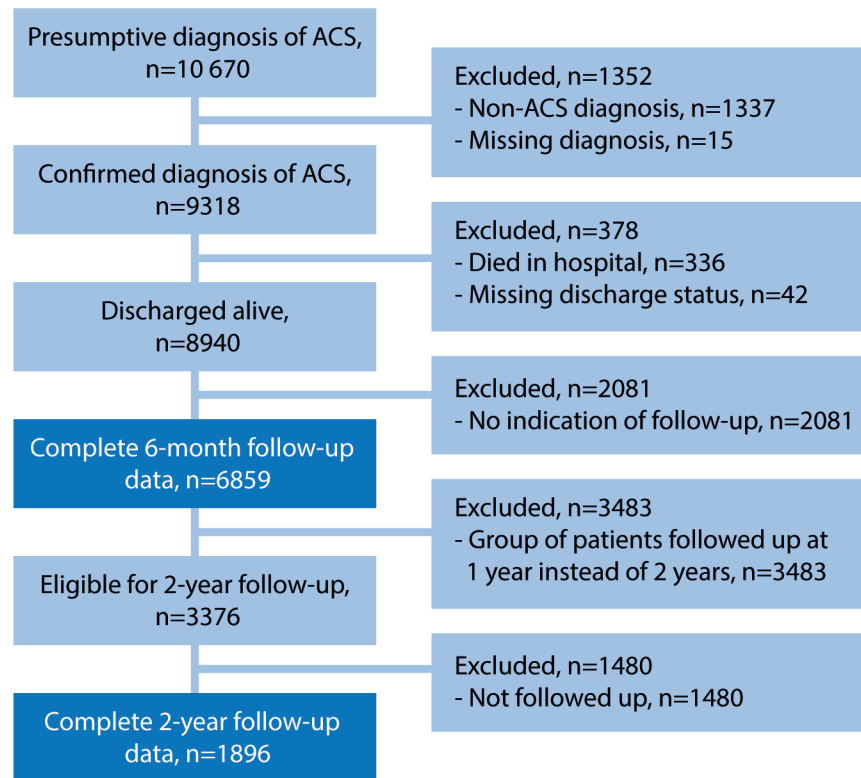 Presumptive diagnosis of ACS,
n=10 670
Excluded, n=1352
- Non-ACS diagnosis, n=1337
- Missing diagnosis, n=15
Confirmed diagnosis of ACS,
n=9318
Excluded, n=378
- Died in hospital, n=336
- Missing discharge status, n=42
Discharged alive,
n=8940
Excluded, n=2081
- No indication of follow-up, n=2081
Complete 6-month follow-up
data, n=6859
Excluded, n=3483
- Group of patients followed up at
1 year instead of 2 years, n=3483
Eligible for 2-year follow-up,
n=3376
Excluded, n=1480
- Not followed up, n=1480
Complete 2-year follow-up
data, n=1896